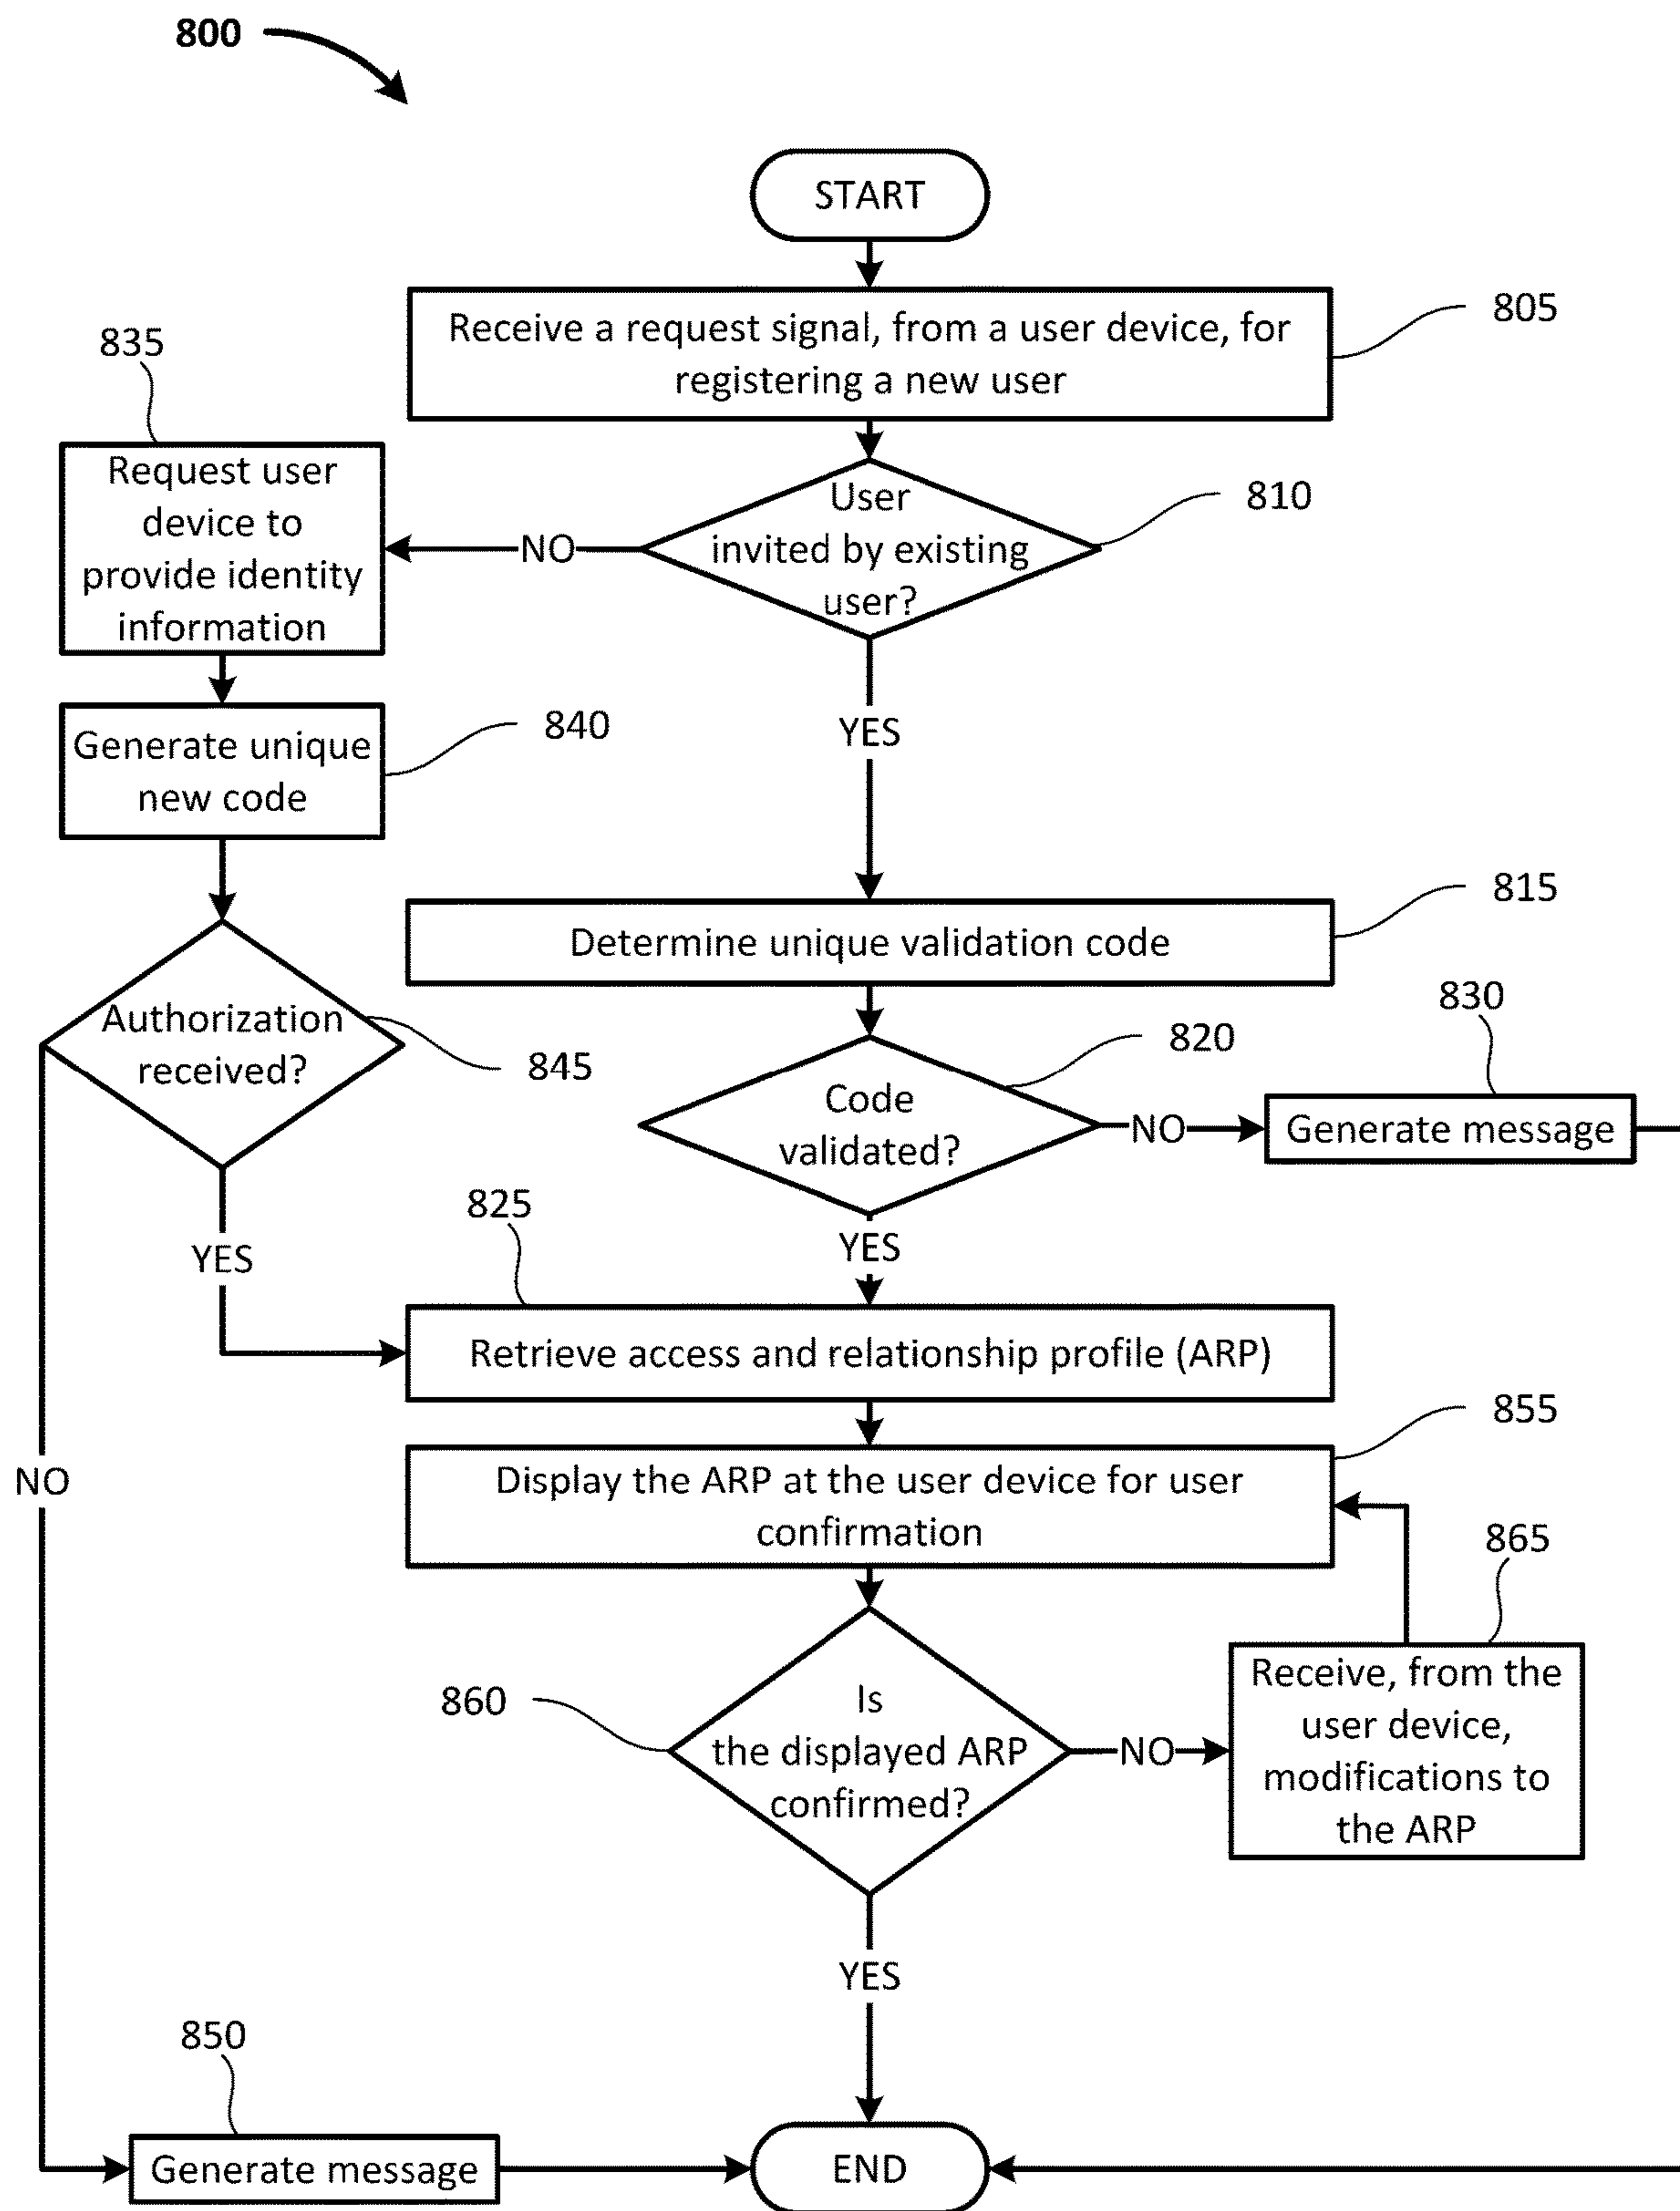 800
START
Receive a request signal, from a user device, for
registering a new user
805
835
Request user
device to
provide identity
information
NO
User
invited by existing
user?
810
Generate unique
new code
840
YES
Determine unique validation code
815
Authorization
received?
845
Code
validated?
820
NO
830
Generate message
YES
825
YES
Retrieve access and relationship profile (ARP)
Display the ARP at the user device for user
confirmation
855
NO
865
Receive, from the
user device,
modifications to
the ARP
860
Is
the displayed ARP
confirmed?
NO
YES
850
Generate message
END